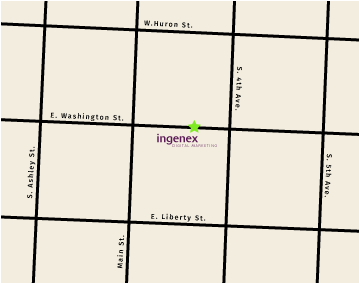 W.Huron St.
S. 4th Ave.
E. Washington St.
ingenex
DIGITAL MARKETING
S. Ashley St.
S. 5th Ave.
E. Liberty St.
Main St.